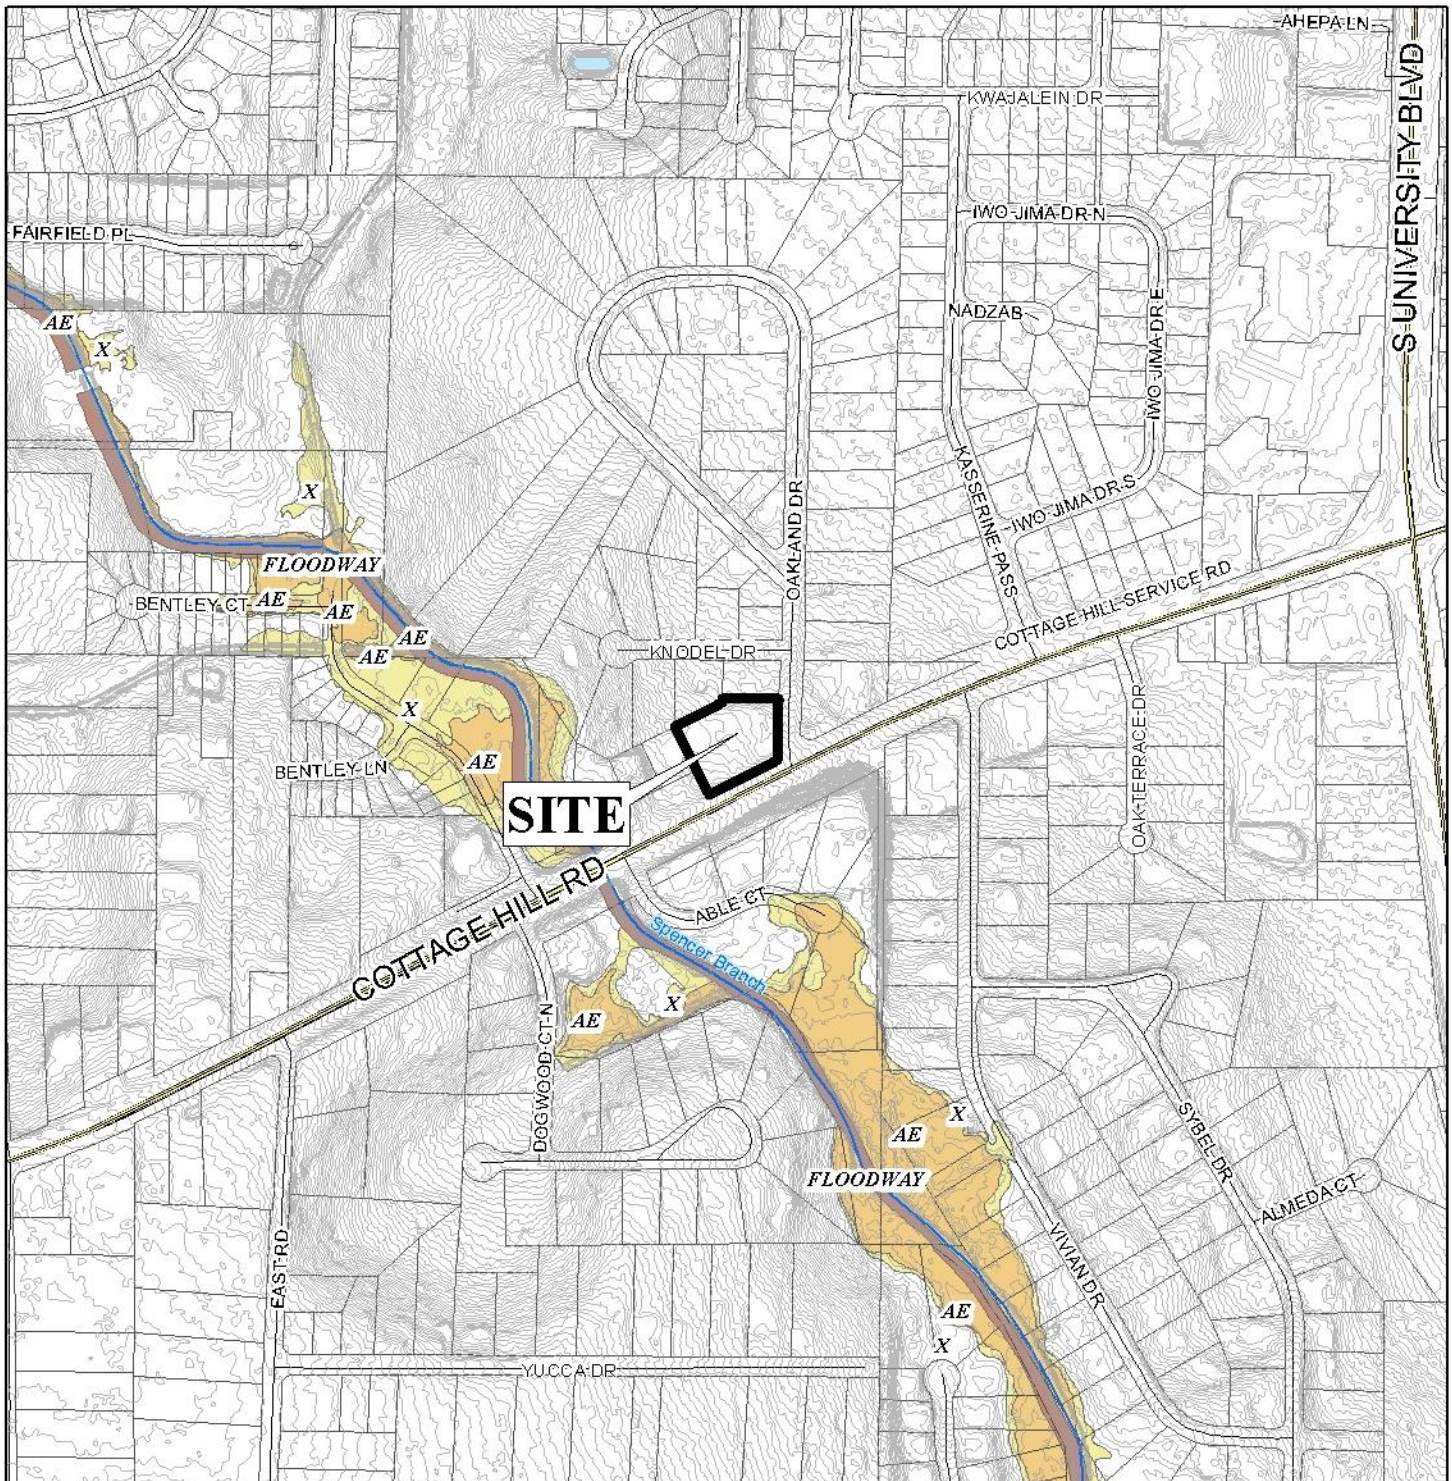 AHEPA LN
S UNIVERSITY BLVD
KWAJALEIN DR
IWO JIMA DR N
FAIRFIELD PL
NADZAB
IWO JIMA DR E
AE
X
KASSERINE PASS
OAKLAND DR
X
IWO JIMA DR S
FLOODWAY
COTTAGE HILL SERVICE RD
BENTLEY CT
AE
AE
AE
AE
KNODEL DR
X
OAK TERRACE DR
AE
BENTLEY LN
SITE
COTTAGE HILL RD
ABLE CT
Spencer Branch
X
AE
DOGWOOD CT N
X
AE
SYBEL DR
FLOODWAY
ALMEDA CT
EAST RD
VIVIAN DR
AE
X
YUCCA DR